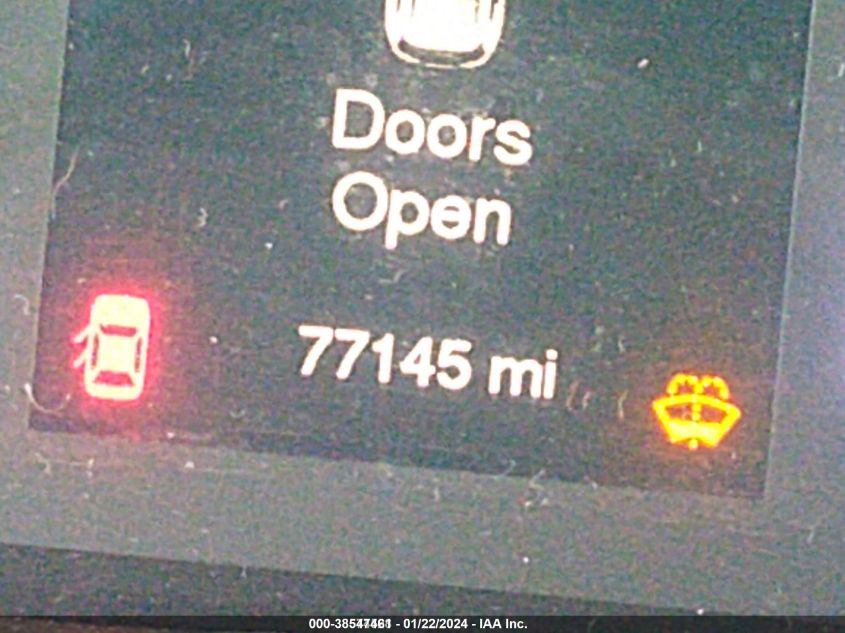 Doors
Open
77145 mi
- 01/22/2024 - IAA Inc.